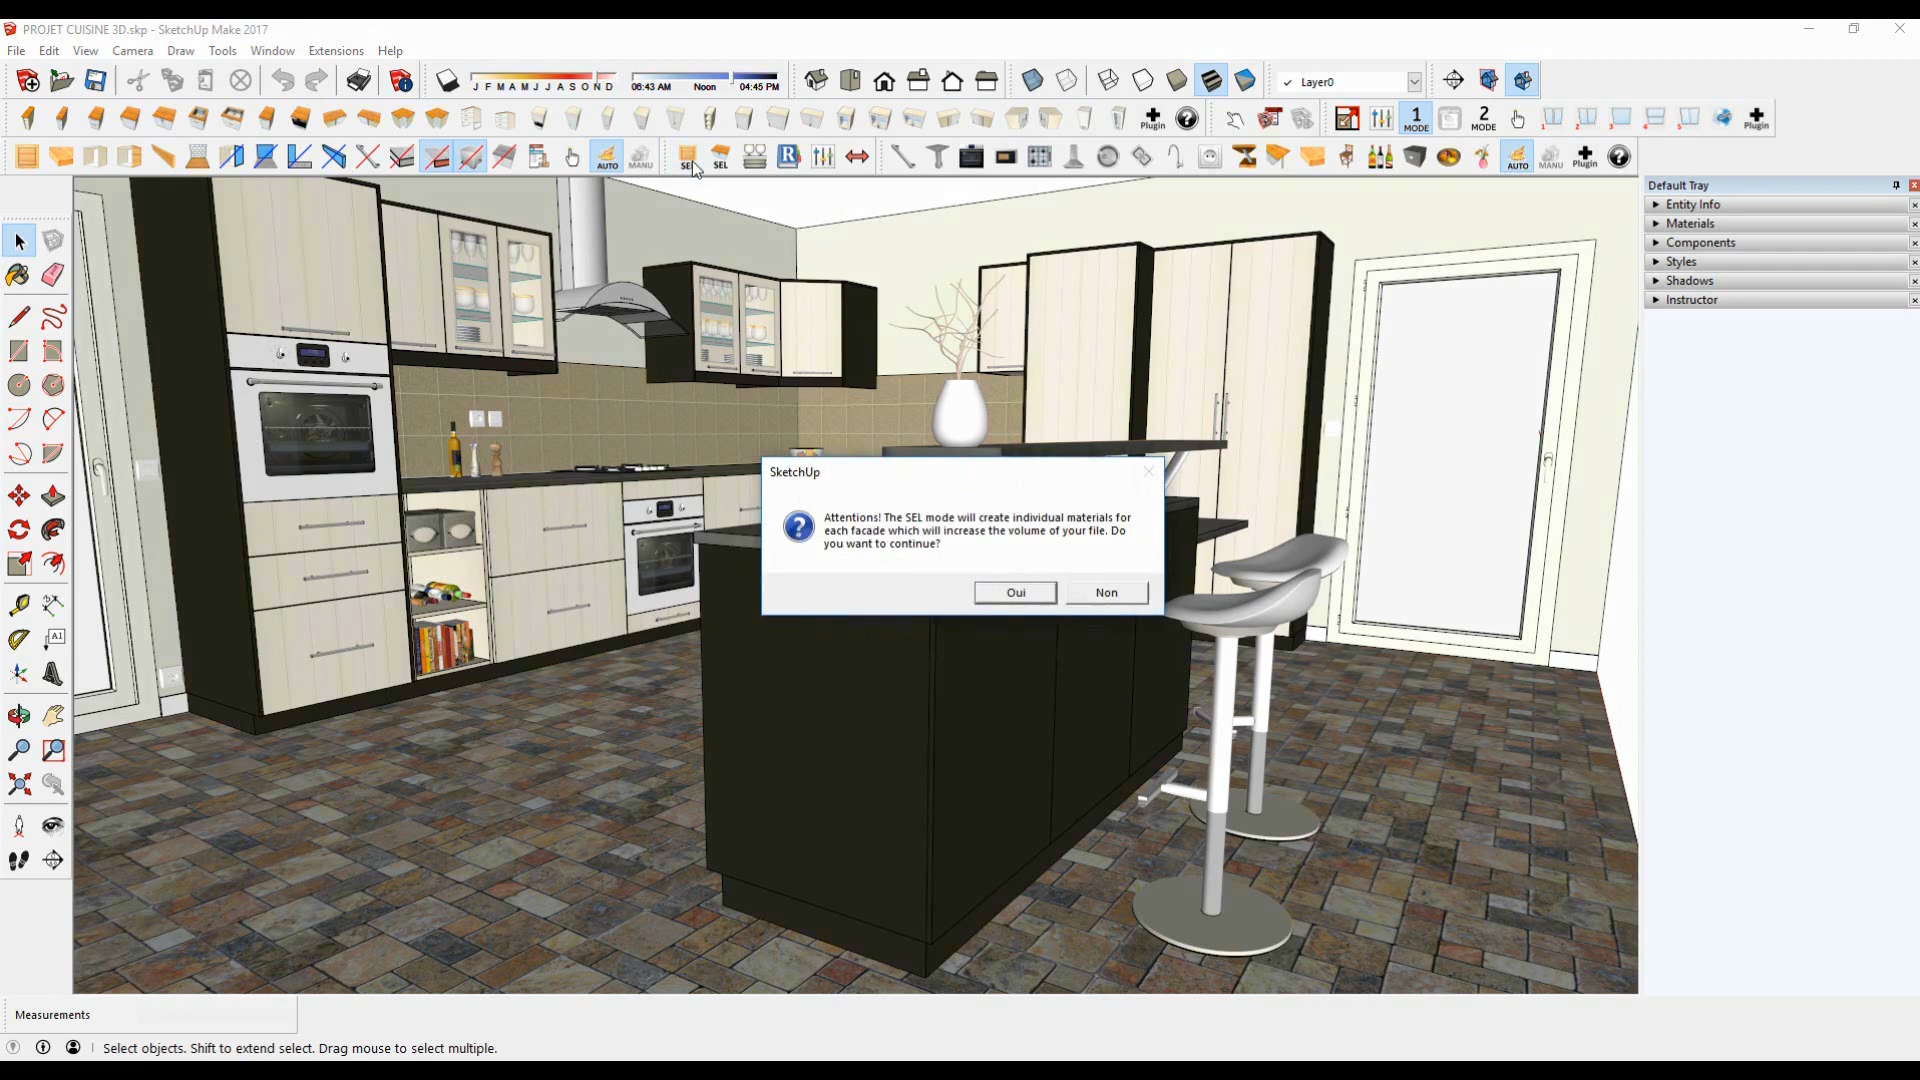 PROJET CUISINE 3D.skp - SketchUp Make 2017
File Edit View Camera Draw Tools Window Extensions Help
J F M A M J J A S O N D
06:43 AM Noon 04:45 PM
Layer0
Plugin
1 MODE
2 MODE
Plugin
AUTO MANU
SEL
SEL
R
AUTO MANU
Plugin
Default Tray
Entity Info
Materials
Components
Styles
Shadows
Instructor
A1
SketchUp
Attentions! The SEL mode will create individual materials for
each facade which will increase the volume of your file. Do
you want to continue?
Oui Non
Measurements
Select objects. Shift to extend select. Drag mouse to select multiple.